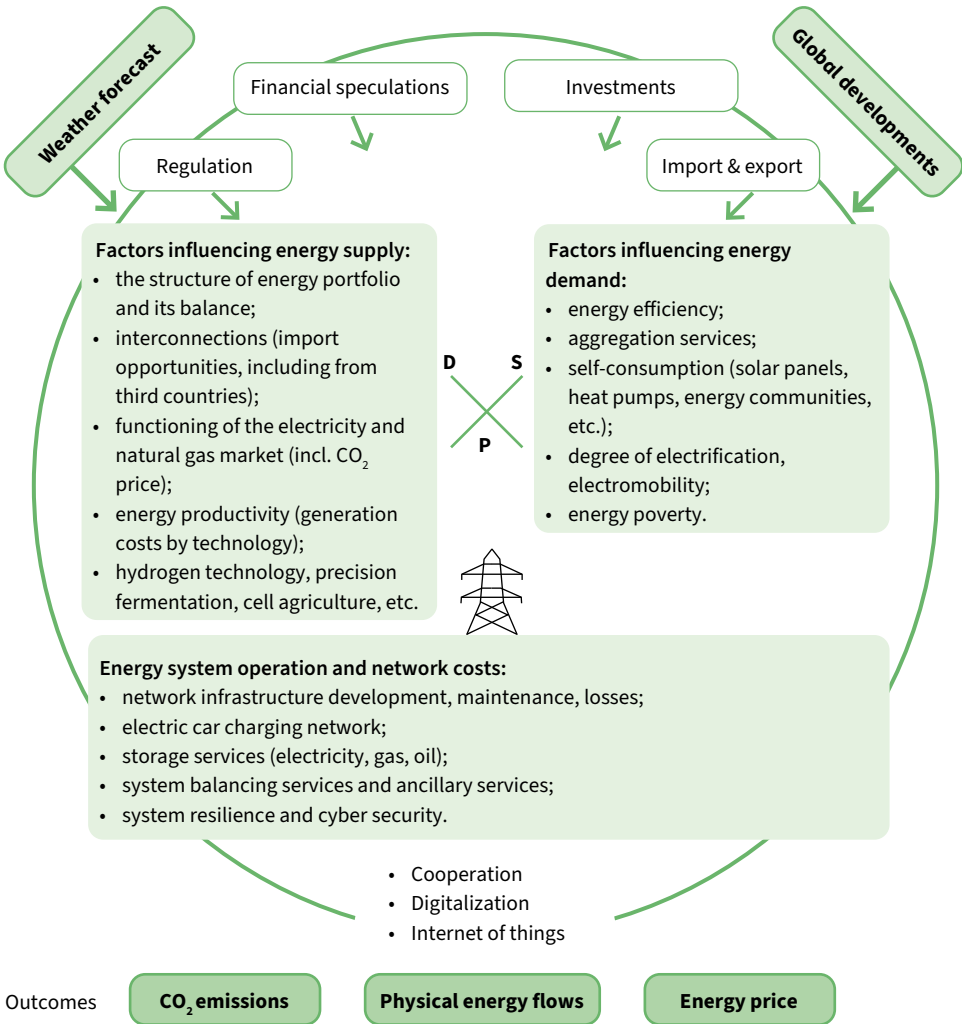 Weather forecast
Global developments
Financial speculations
Investments
Regulation
Import & export
Factors influencing energy supply:
• the structure of energy portfolio
and its balance;
• interconnections (import
opportunities, including from
third countries);
• functioning of the electricity and
natural gas market (incl. CO₂
price);
• energy productivity (generation
costs by technology);
• hydrogen technology, precision
fermentation, cell agriculture, etc.
D S
P
Factors influencing energy
demand:
• energy efficiency;
• aggregation services;
• self-consumption (solar panels,
heat pumps, energy communities,
etc.);
• degree of electrification,
electromobility;
• energy poverty.
Energy system operation and network costs:
• network infrastructure development, maintenance, losses;
• electric car charging network;
• storage services (electricity, gas, oil);
• system balancing services and ancillary services;
• system resilience and cyber security.
• Cooperation
• Digitalization
• Internet of things
Outcomes
CO₂ emissions
Physical energy flows
Energy price